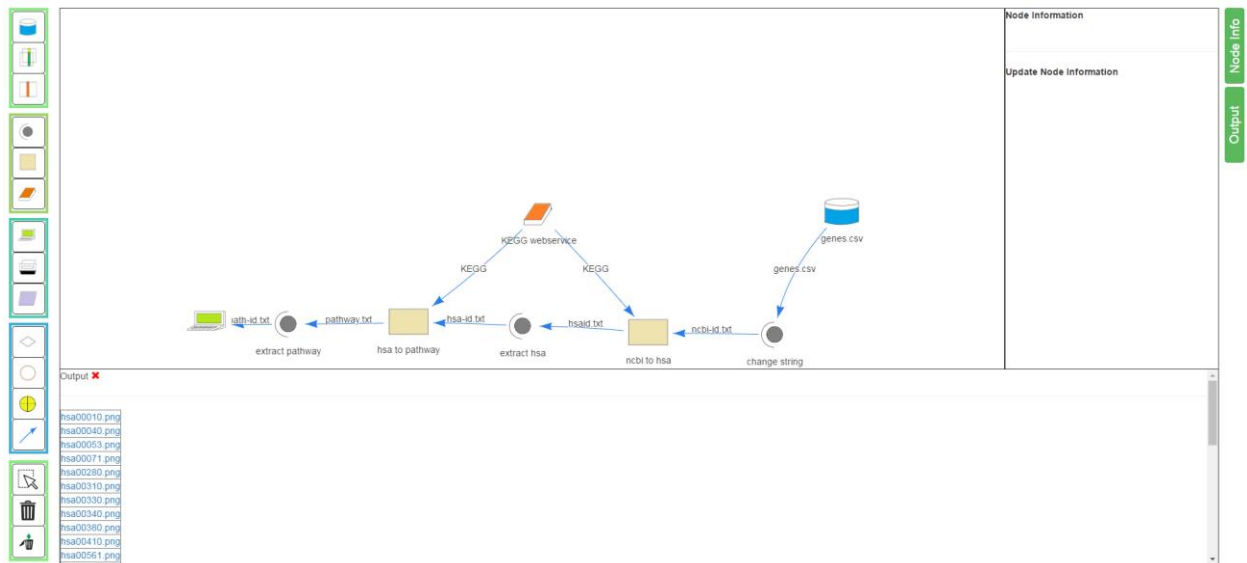 Node Information
Update Node Information
Node Info
Output
KEGG webservice
genes.csv
KEGG
KEGG
genes.csv
ath-id.txt
pathway.txt
hsa-id.txt
hsaid.txt
ncbi-id.txt
extract pathway
hsa to pathway
extract hsa
ncbi to hsa
change string
Output
hsa00010.png
hsa00040.png
hsa00053.png
hsa00071.png
hsa00280.png
hsa00310.png
hsa00330.png
hsa00340.png
hsa00380.png
hsa00410.png
hsa00561.png